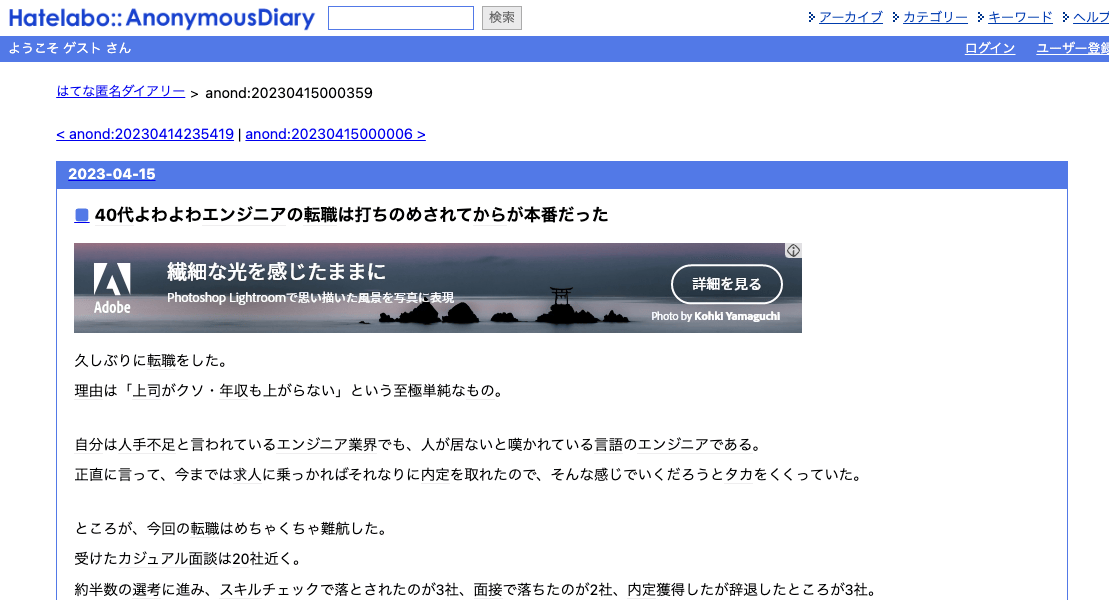 Hatelabo::AnonymousDiary
検索
アーカイブ カテゴリー キーワード ヘルプ
ようこそ ゲスト さん
ログイン ユーザー登録
はてな匿名ダイアリー > anond:20230415000359
< anond:20230414235419 | anond:20230415000006 >
2023-04-15
40代よわよわエンジニアの転職は打ちのめされてからが本番だった
Adobe
繊細な光を感じたままに
Photoshop Lightroomで思い描いた風景を写真に表現
詳細を見る
Photo by Kohki Yamaguchi
久しぶりに転職をした。
理由は「上司がクソ・年収も上がらない」という至極単純なもの。
自分は人手不足と言われているエンジニア業界でも、人が居ないと嘆かれている言語のエンジニアである。
正直に言って、今までは求人に乗っかればそれなりに内定を取れたので、そんな感じでいくだろうとタカをくくっていた。
ところが、今回の転職はめちゃくちゃ難航した。
受けたカジュアル面談は20社近く。
約半数の選考に進み、スキルチェックで落とされたのが3社、面接で落ちたのが2社、内定獲得したが辞退したところが3社。